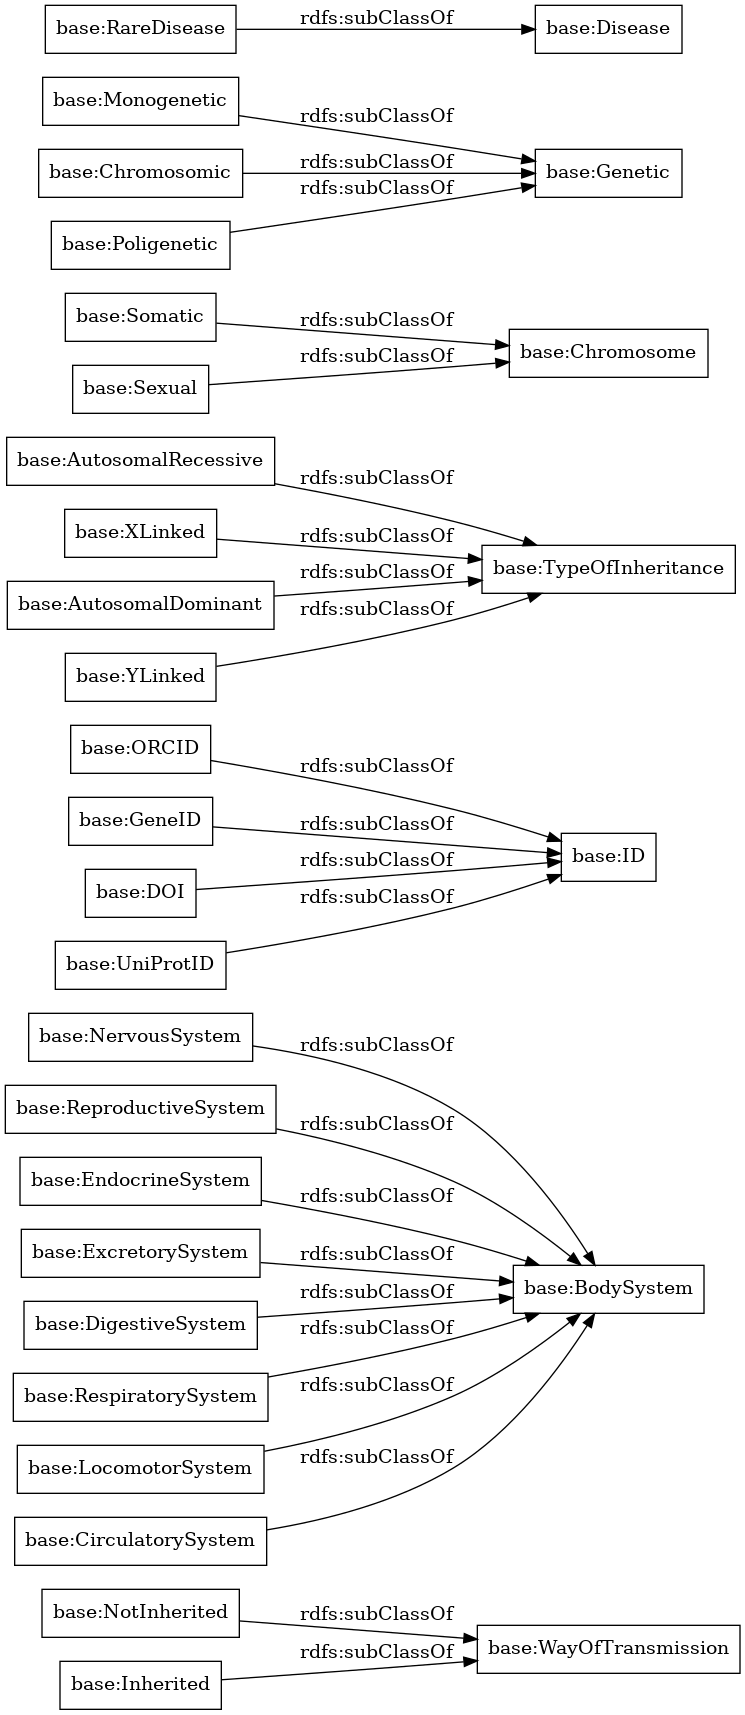 base:RareDisease
rdfs:subClassOf
base:Disease
base:Monogenetic
rdfs:subClassOf
base:Chromosomic
rdfs:subClassOf
base:Genetic
rdfs:subClassOf
base:Poligenetic
base:Somatic
rdfs:subClassOf
base:Chromosome
rdfs:subClassOf
base:Sexual
base:AutosomalRecessive
rdfs:subClassOf
base:XLinked
rdfs:subClassOf
base:TypeOfInheritance
rdfs:subClassOf
base:AutosomalDominant
rdfs:subClassOf
base:YLinked
base:ORCID
rdfs:subClassOf
base:GeneID
rdfs:subClassOf
base:ID
rdfs:subClassOf
base:DOI
rdfs:subClassOf
base:UniProtID
base:NervousSystem
rdfs:subClassOf
base:ReproductiveSystem
rdfs:subClassOf
base:EndocrineSystem
rdfs:subClassOf
base:ExcretorySystem
rdfs:subClassOf
base:BodySystem
rdfs:subClassOf
base:DigestiveSystem
rdfs:subClassOf
base:RespiratorySystem
rdfs:subClassOf
base:LocomotorSystem
rdfs:subClassOf
base:CirculatorySystem
base:NotInherited
rdfs:subClassOf
base:WayOfTransmission
rdfs:subClassOf
base:Inherited